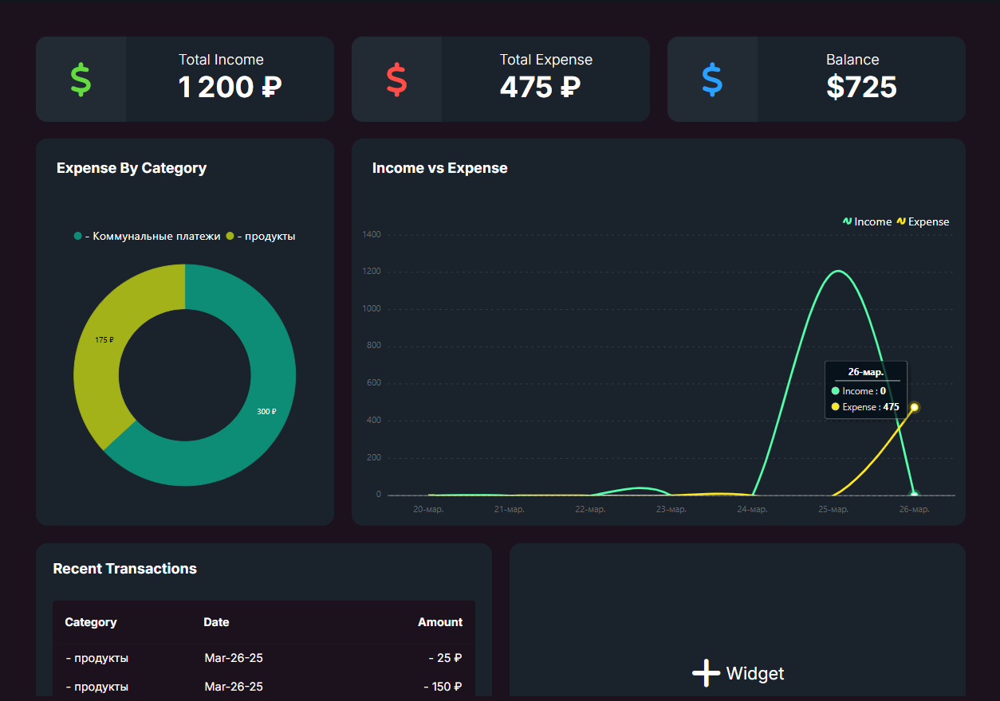 $ Total Income
1 200 ₽
$ Total Expense
475 ₽
$ Balance
$725
Expense By Category
- Коммунальные платежи - продукты
175 ₽
300 ₽
Income vs Expense
Income Expense
1400
1200
1000
800
600
400
200
0
26-мар.
Income : 0
Expense : 475
20-мар. 21-мар. 22-мар. 23-мар. 24-мар. 25-мар. 26-мар.
Recent Transactions
Category Date Amount
- продукты Mar-26-25 - 25 ₽
- продукты Mar-26-25 - 150 ₽
Widget